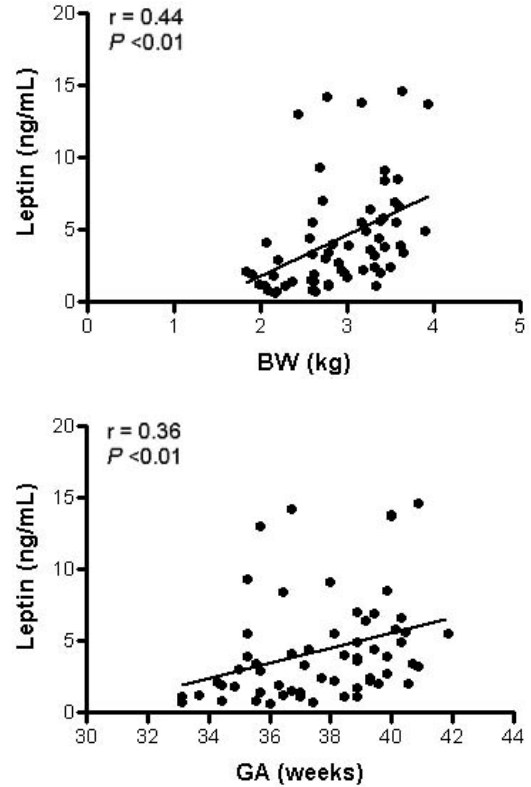 20
r = 0.44
P <0.01
15
10
5
0
Leptin (ng/mL)
0 1 2 3 4 5
BW (kg)
20
r = 0.36
P <0.01
15
10
5
0
Leptin (ng/mL)
30 32 34 36 38 40 42 44
GA (weeks)